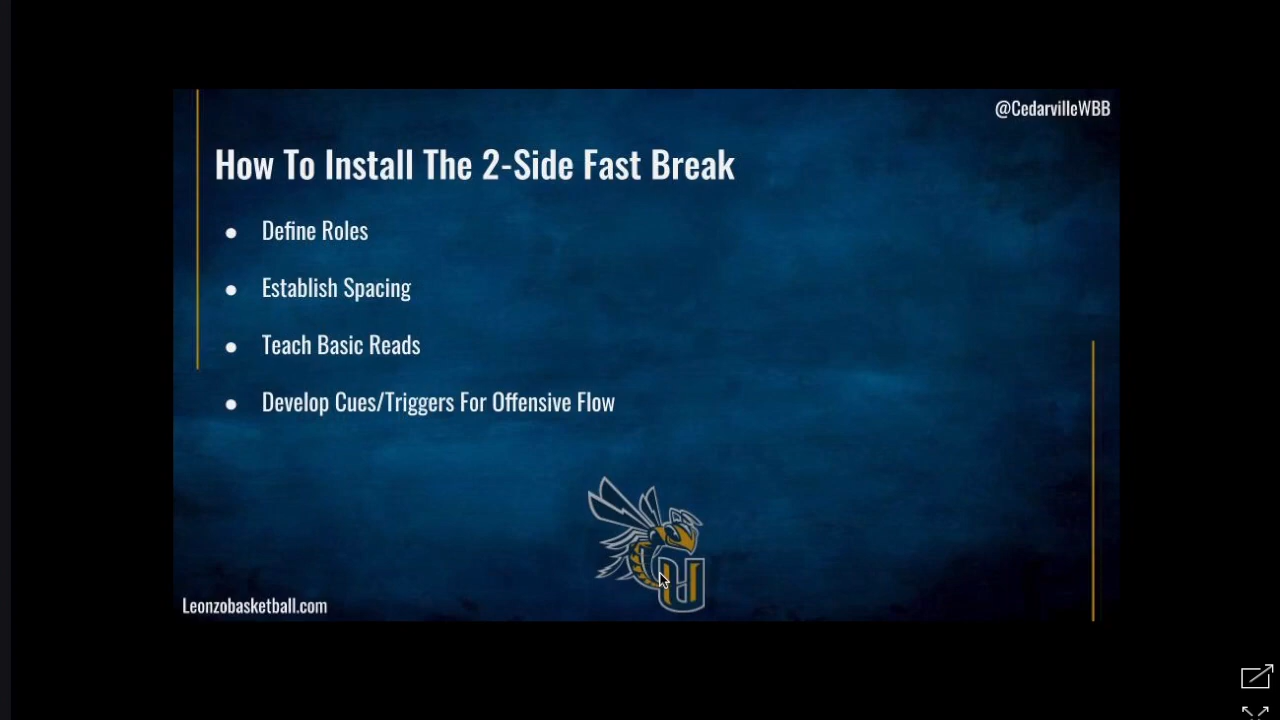 @CedarvilleWBB
How To Install The 2-Side Fast Break
● Define Roles
● Establish Spacing
● Teach Basic Reads
● Develop Cues/Triggers For Offensive Flow
U
Leonzobasketball.com